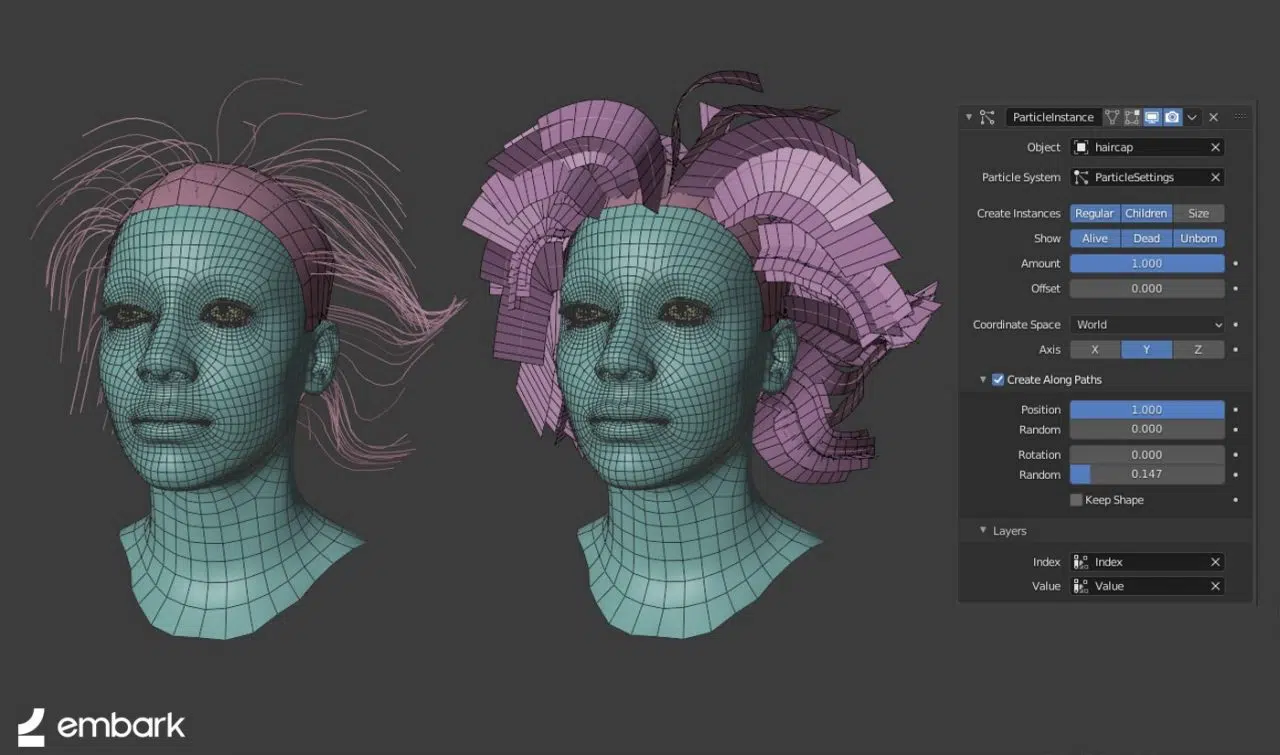 ParticleInstance
Object haircap
Particle System ParticleSettings
Create Instances Regular Children Size
Show Alive Dead Unborn
Amount 1.000
Offset 0.000
Coordinate Space World
Axis X Y Z
Create Along Paths
Position 1.000
Random 0.000
Rotation 0.000
Random 0.147
Keep Shape
Layers
Index Index
Value Value
embark